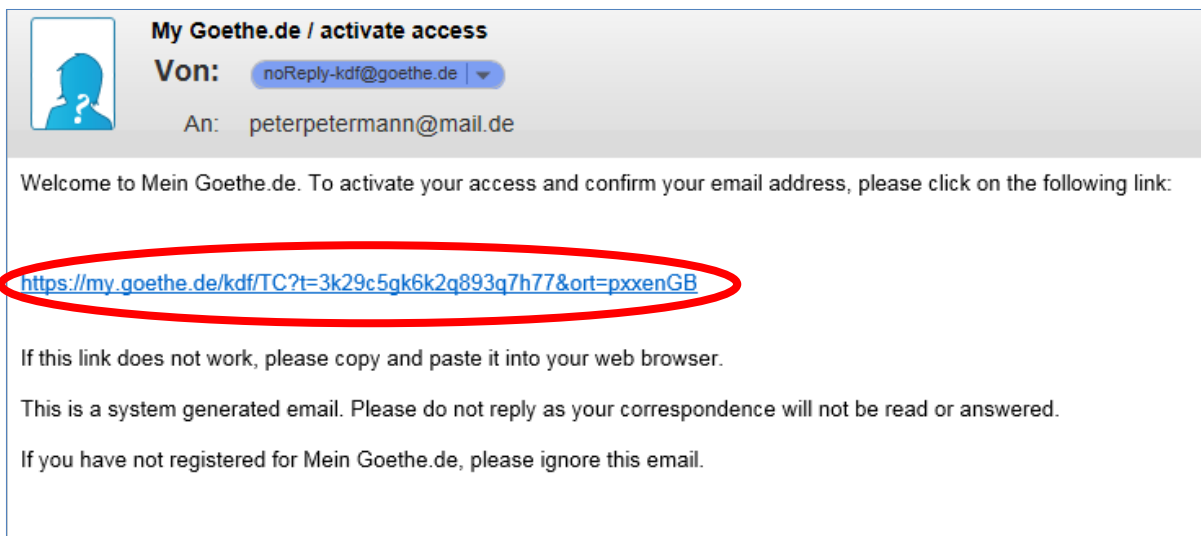 My Goethe.de / activate access
Von: noReply-kdf@goethe.de
An: peterpetermann@mail.de
Welcome to Mein Goethe.de. To activate your access and confirm your email address, please click on the following link:
https://my.goethe.de/kdf/TC?t=3k29c5gk6k2q893q7h77&ort=pxxenGB
If this link does not work, please copy and paste it into your web browser.
This is a system generated email. Please do not reply as your correspondence will not be read or answered.
If you have not registered for Mein Goethe.de, please ignore this email.